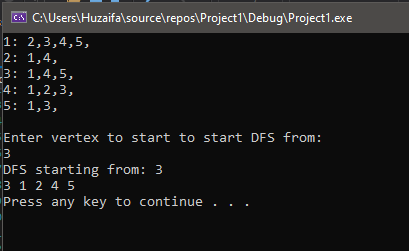 C:\Users\Huzaifa\source\repos\Project1\Debug\Project1.exe
1: 2,3,4,5,
2: 1,4,
3: 1,4,5,
4: 1,2,3,
5: 1,3,
Enter vertex to start to start DFS from:
3
DFS starting from: 3
3 1 2 4 5
Press any key to continue . . .